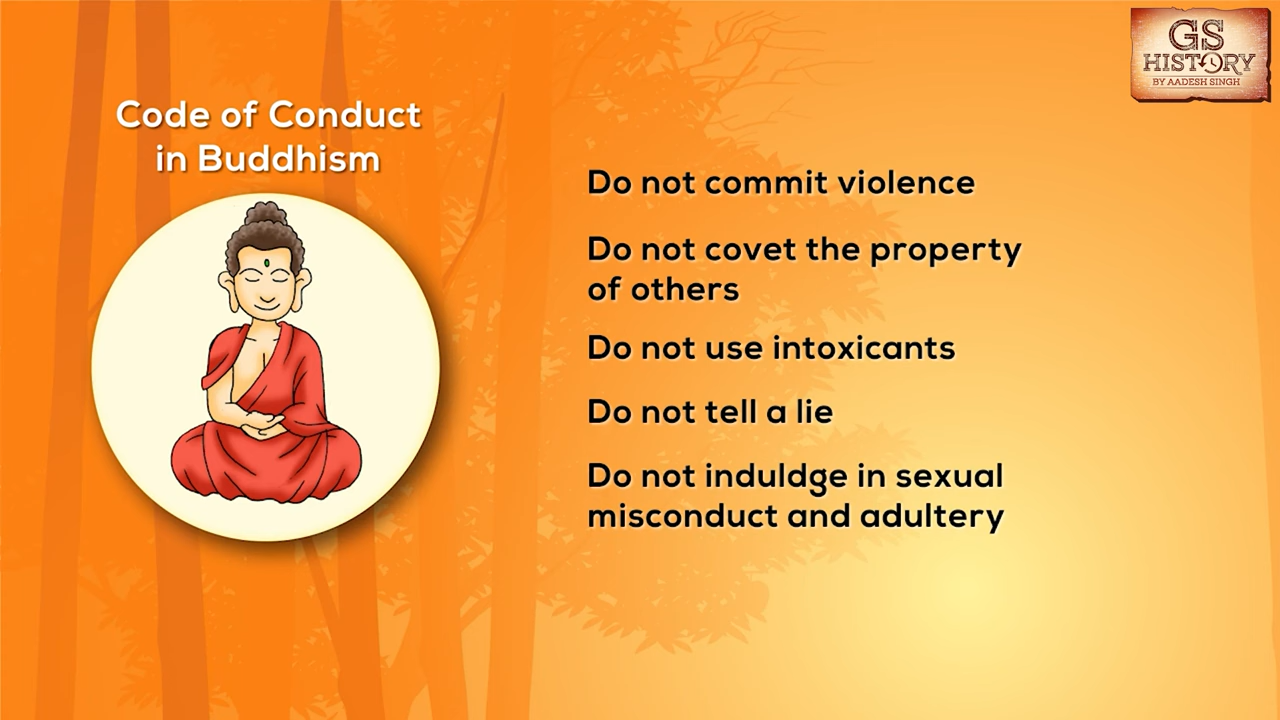 GS
HISTORY
BY AADESH SINGH
Code of Conduct
in Buddhism
Do not commit violence
Do not covet the property
of others
Do not use intoxicants
Do not tell a lie
Do not induldge in sexual
misconduct and adultery